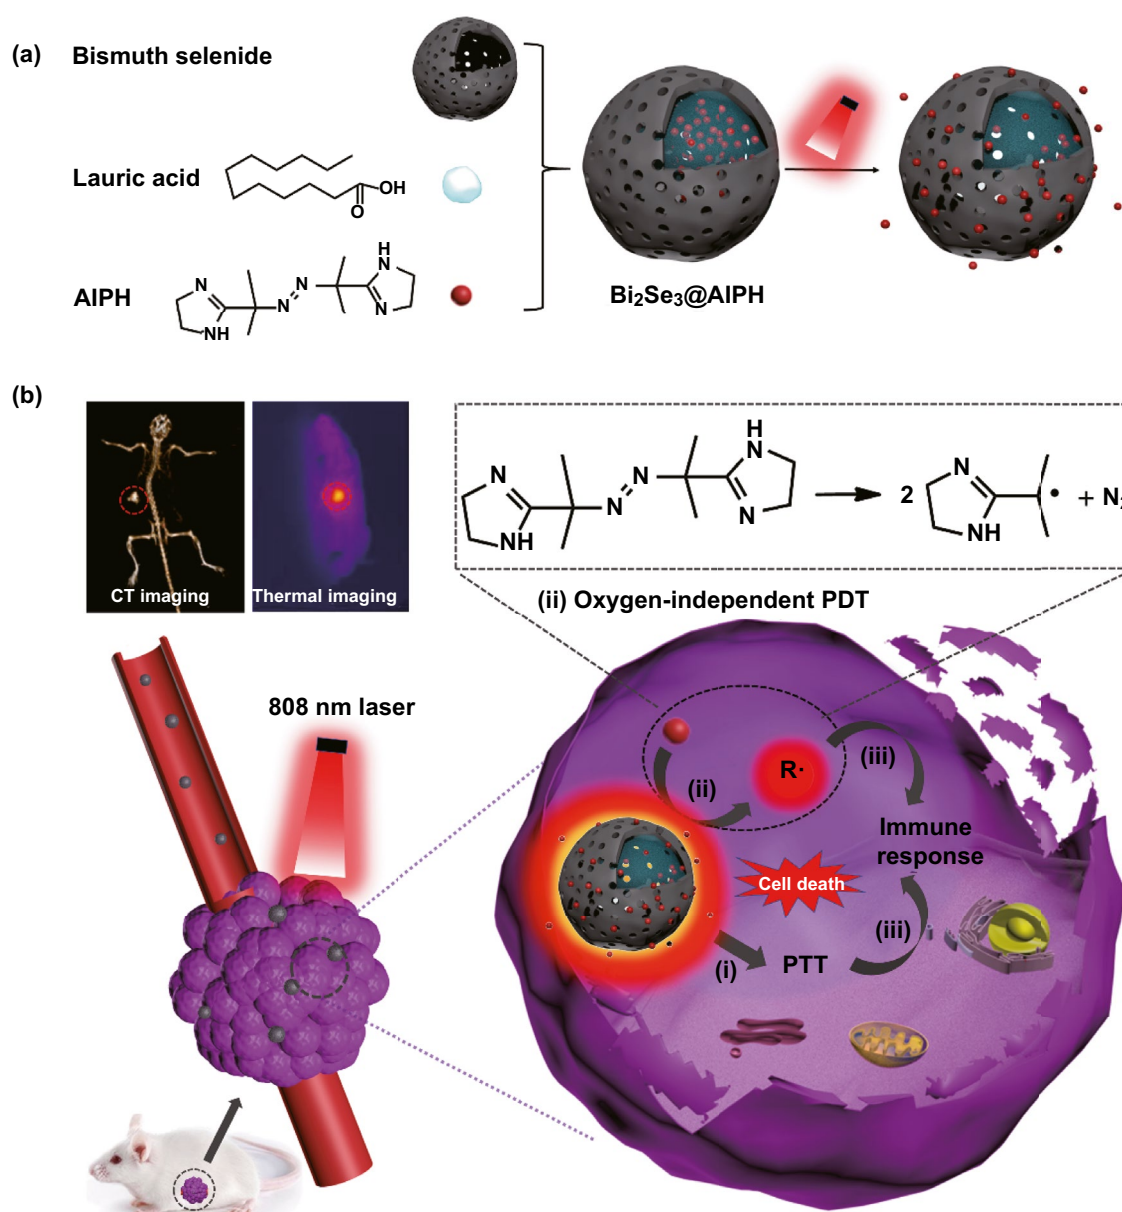 (a)
Bismuth selenide
Lauric acid
OH
O
AIPH
N
NH
N
N
H
N
N
Bi₂Se₃@AIPH
(b)
CT imaging
Thermal imaging
N
NH
N
N
H
N
N
2
N
NH
•
+ N₂
(ii) Oxygen-independent PDT
808 nm laser
R·
(ii)
(iii)
Immune
response
Cell death
(iii)
(i)
PTT